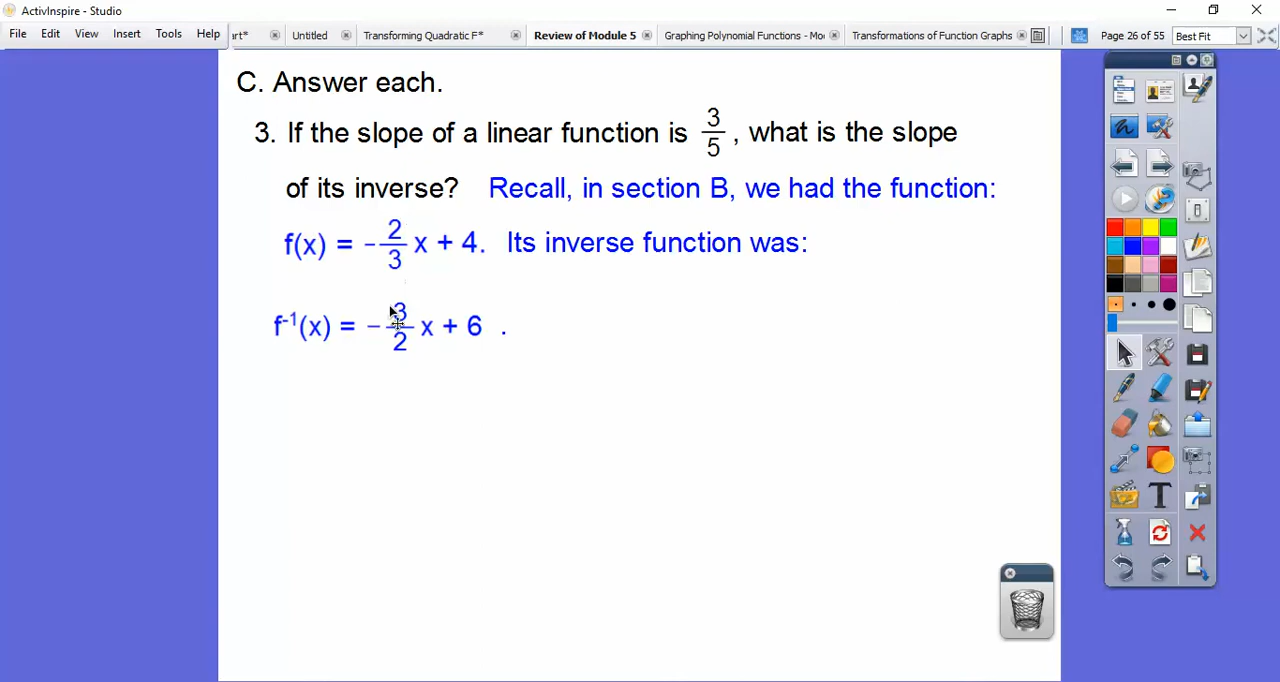 ActivInspire - Studio
File Edit View Insert Tools Help
art* Untitled Transforming Quadratic F* Review of Module 5 Graphing Polynomial Functions - Mo Transformations of Function Graphs Page 26 of 55 Best Fit
C. Answer each.
3. If the slope of a linear function is 3/5, what is the slope
of its inverse? Recall, in section B, we had the function:
f(x) = -2/3 x + 4. Its inverse function was:
f⁻¹(x) = -3/2 x + 6 .